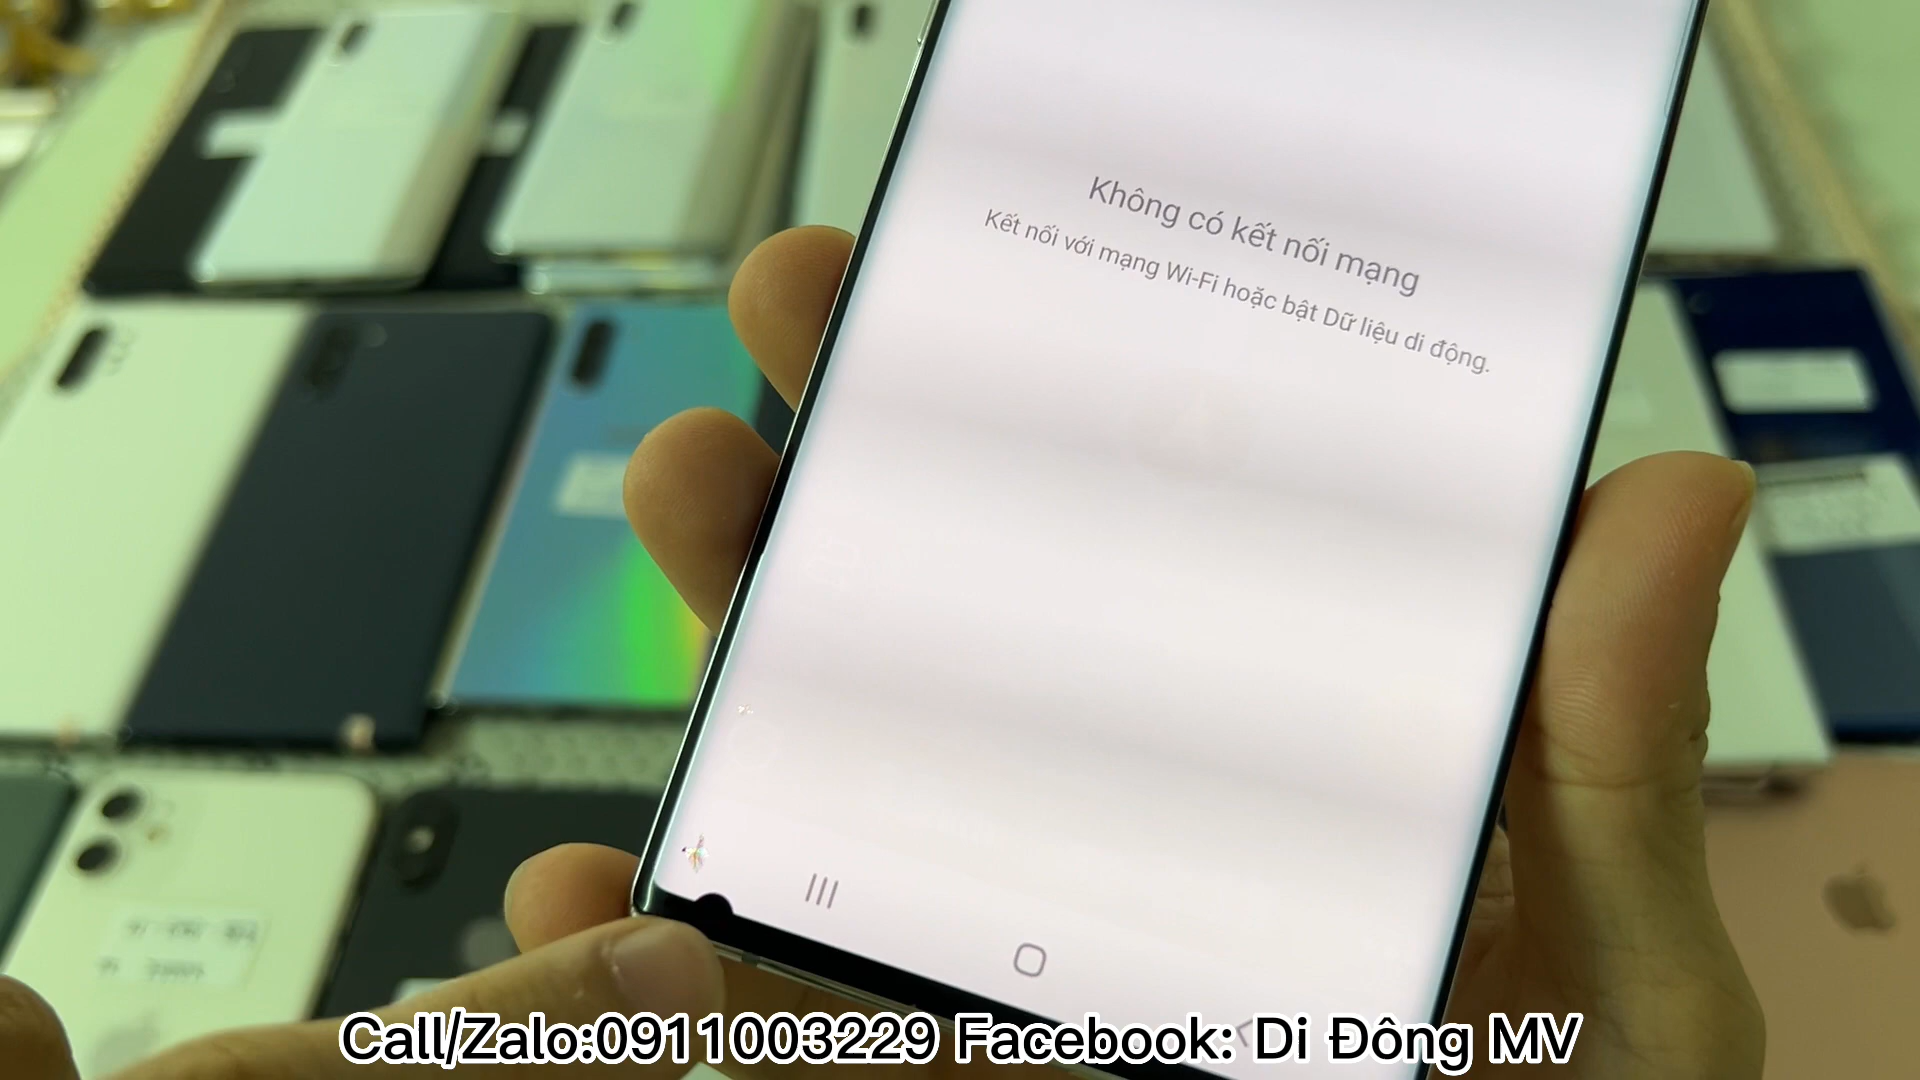 Không có kết nối mạng
Kết nối với mạng Wi-Fi hoặc bật Dữ liệu di động.
Call/Zalo:0911003229 Facebook: Di Đông MV